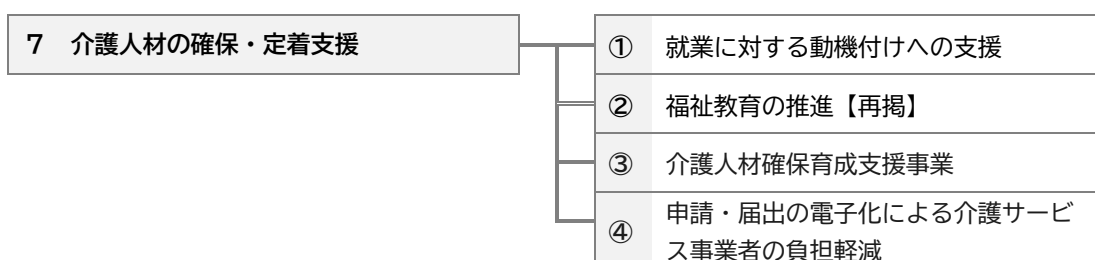 7 介護人材の確保・定着支援
① 就業に対する動機付けへの支援
② 福祉教育の推進【再掲】
③ 介護人材確保育成支援事業
④ 申請・届出の電子化による介護サービ
ス事業者の負担軽減